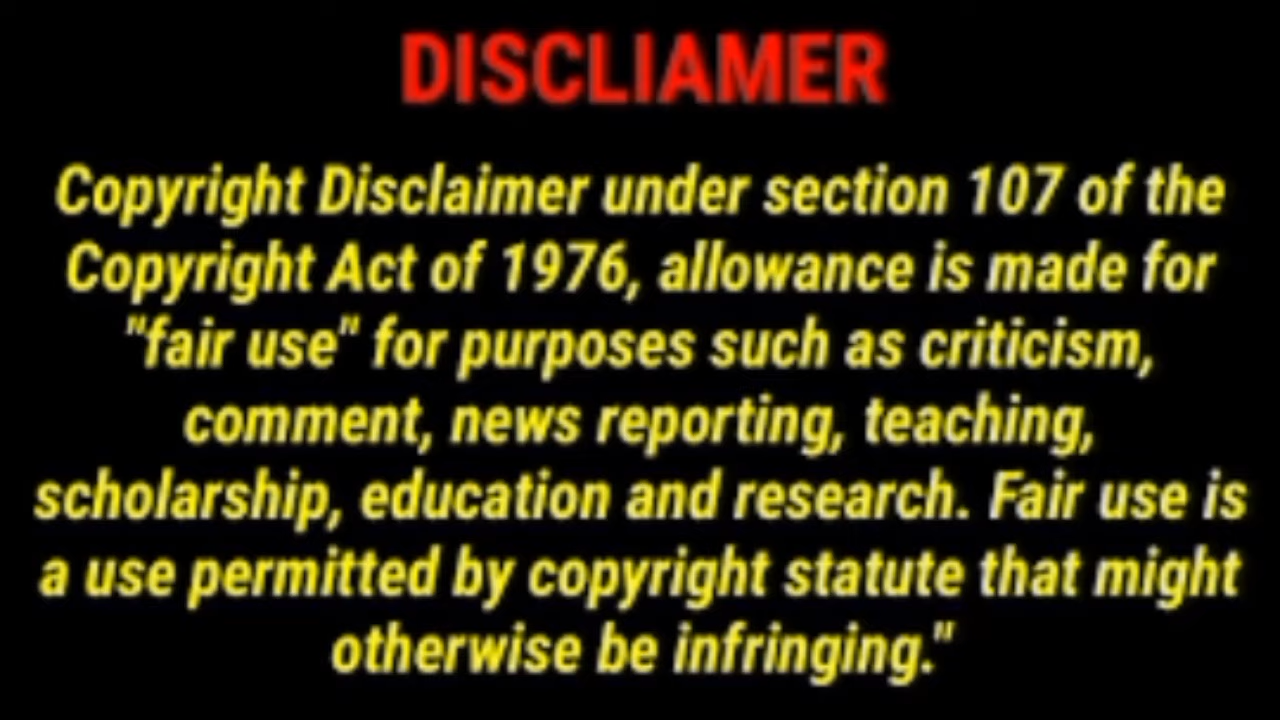 DISCLIAMER
Copyright Disclaimer under section 107 of the
Copyright Act of 1976, allowance is made for
"fair use" for purposes such as criticism,
comment, news reporting, teaching,
scholarship, education and research. Fair use is
a use permitted by copyright statute that might
otherwise be infringing."